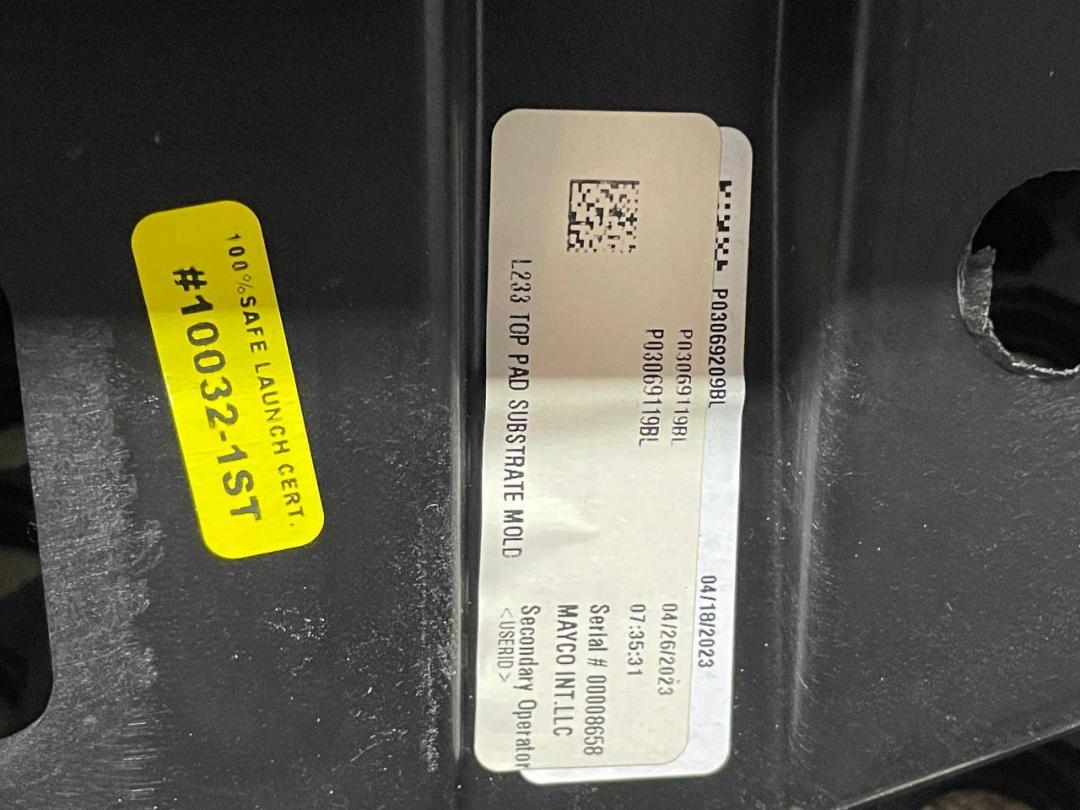 100%SAFE LAUNCH CERT.
#10032-1ST
P03069209BL
04/18/2023
P03069119BL
04/26/2023
P03069119BL
07:35:31
Serial # 00008658
MAYCO INT.LLC
L233 TOP PAD SUBSTRATE MOLD
Secondary Operator
<USERID>